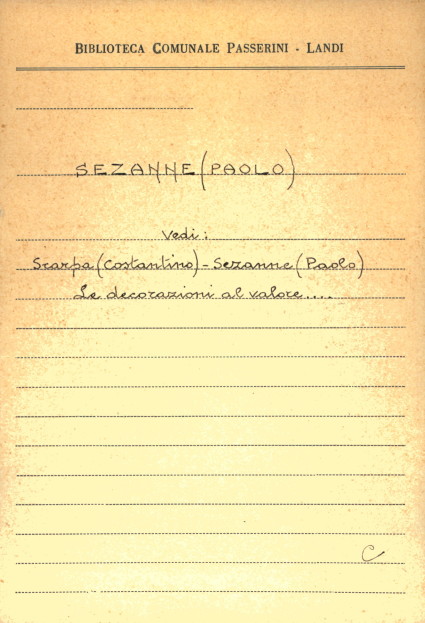 BIBLIOTECA COMUNALE PASSERINI - LANDI
SEZANNE (PAOLO)
Vedi:
Scarpa (Costantino) - Sezanne (Paolo)
Le decorazioni al valore....
C